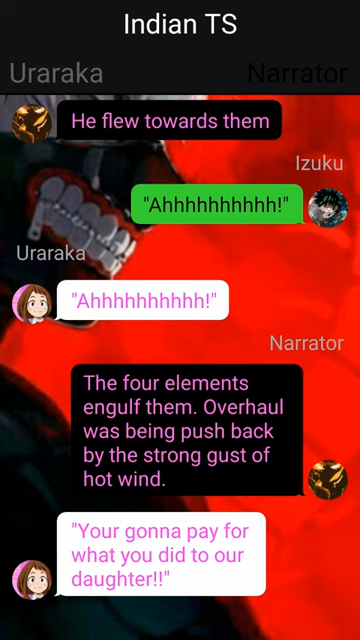 Indian TS
Uraraka
Narrator
He flew towards them
Izuku
"Ahhhhhhhhhh!"
Uraraka
"Ahhhhhhhhhh!"
Narrator
The four elements
engulf them. Overhaul
was being push back
by the strong gust of
hot wind.
"Your gonna pay for
what you did to our
daughter!!"